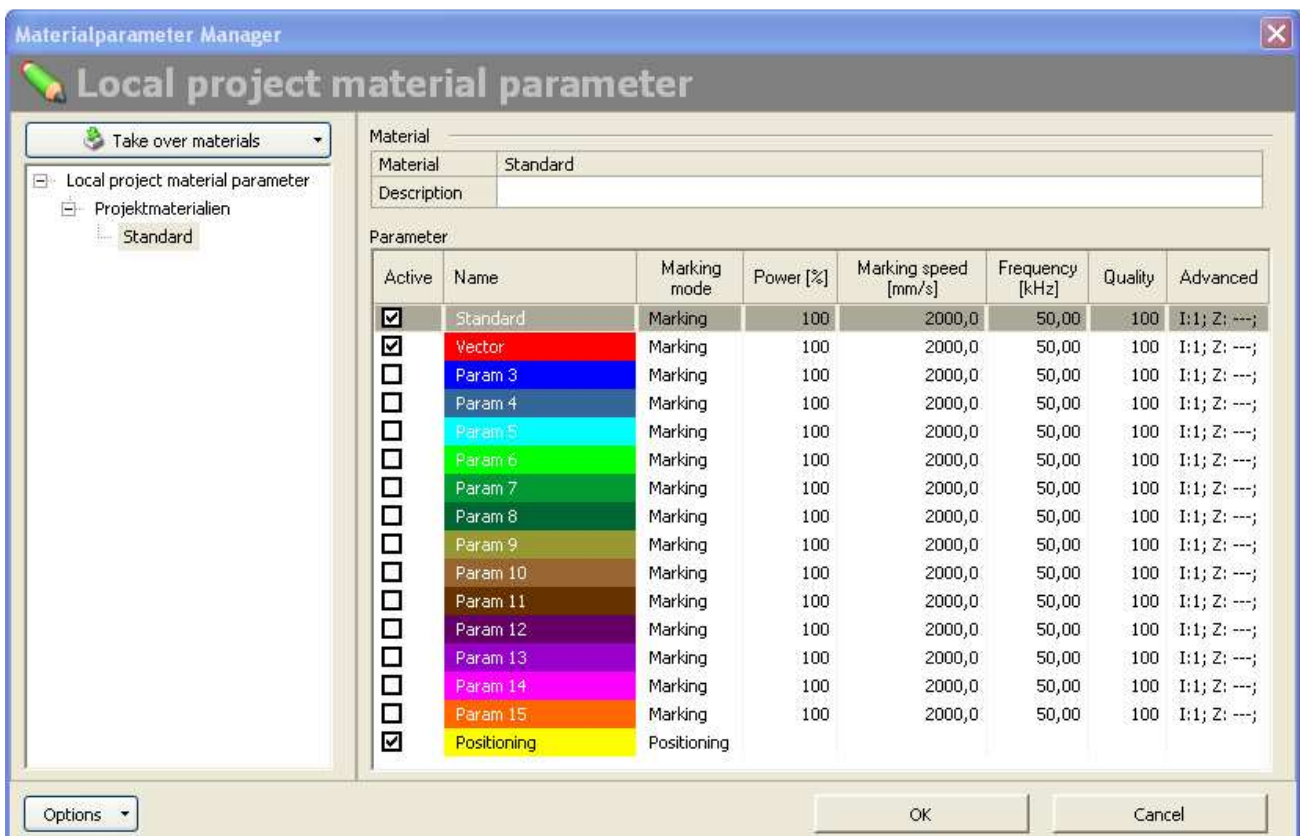 Materialparameter Manager
Local project material parameter
Take over materials
Local project material parameter
Projektmaterialien
Standard
Material
Material Standard
Description
Parameter
Active Name Marking mode Power [%] Marking speed [mm/s] Frequency [kHz] Quality Advanced
Standard Marking 100 2000,0 50,00 100 I:1; Z: ---;
Vector Marking 100 2000,0 50,00 100 I:1; Z: ---;
Param 3 Marking 100 2000,0 50,00 100 I:1; Z: ---;
Param 4 Marking 100 2000,0 50,00 100 I:1; Z: ---;
Param 5 Marking 100 2000,0 50,00 100 I:1; Z: ---;
Param 6 Marking 100 2000,0 50,00 100 I:1; Z: ---;
Param 7 Marking 100 2000,0 50,00 100 I:1; Z: ---;
Param 8 Marking 100 2000,0 50,00 100 I:1; Z: ---;
Param 9 Marking 100 2000,0 50,00 100 I:1; Z: ---;
Param 10 Marking 100 2000,0 50,00 100 I:1; Z: ---;
Param 11 Marking 100 2000,0 50,00 100 I:1; Z: ---;
Param 12 Marking 100 2000,0 50,00 100 I:1; Z: ---;
Param 13 Marking 100 2000,0 50,00 100 I:1; Z: ---;
Param 14 Marking 100 2000,0 50,00 100 I:1; Z: ---;
Param 15 Marking 100 2000,0 50,00 100 I:1; Z: ---;
Positioning Positioning
Options OK Cancel